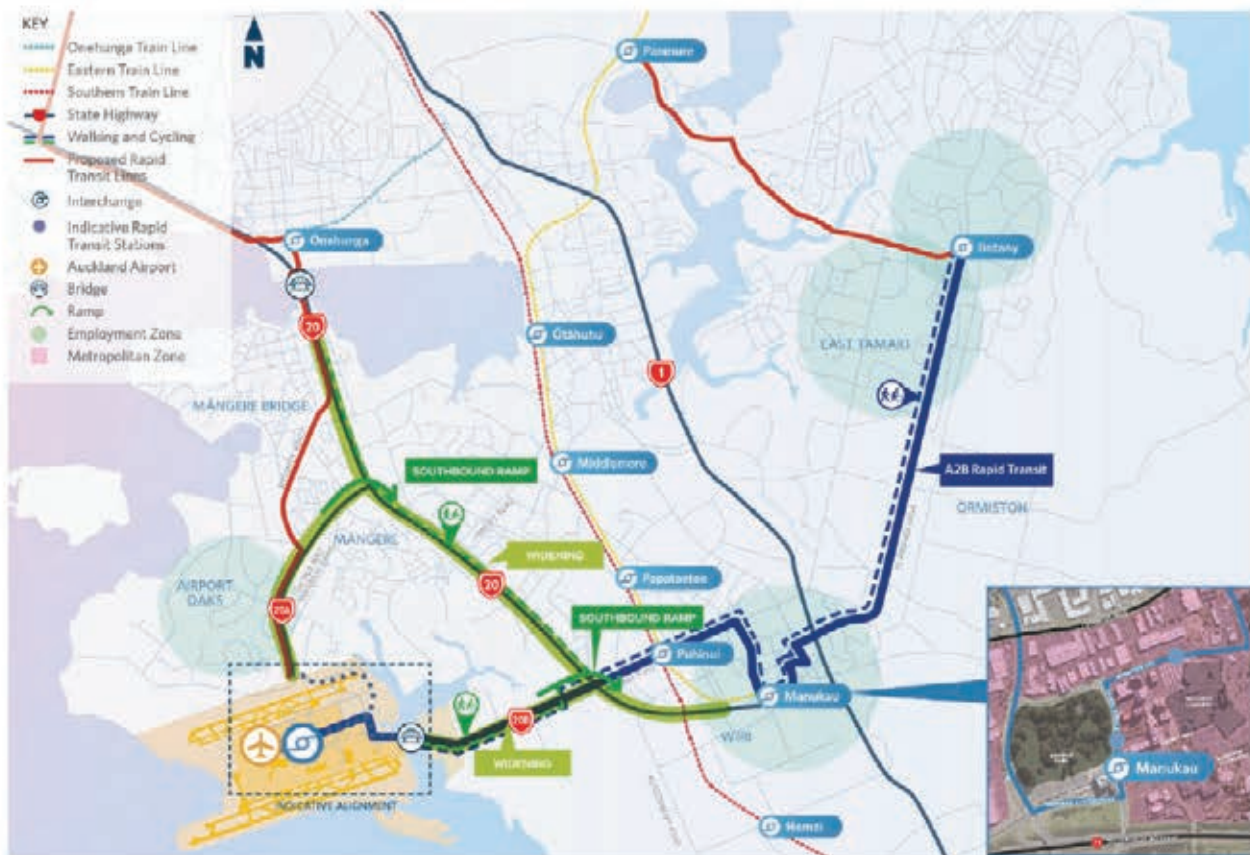 KEY
Onehunga Train Line
Eastern Train Line
Southern Train Line
State Highway
Walking and Cycling
Proposed Rapid
Transit Lines
Interchange
Indicative Rapid
Transit Stations
Auckland Airport
Bridge
Ramp
Employment Zone
Metropolitan Zone
N
Panmure
Onehunga
Botany
20
Ōtāhuhu
EAST TAMAKI
1
MĀNGERE BRIDGE
Middlemore
SOUTHBOUND RAMP
A2B Rapid Transit
ORMISTON
MĀNGERE
WIDENING
20
Papatoetoe
AIRPORT
OAKS
20A
SOUTHBOUND RAMP
Puhinui
Manukau
WIRI
20B
WIDENING
INDICATIVE ALIGNMENT
Homai
Manukau